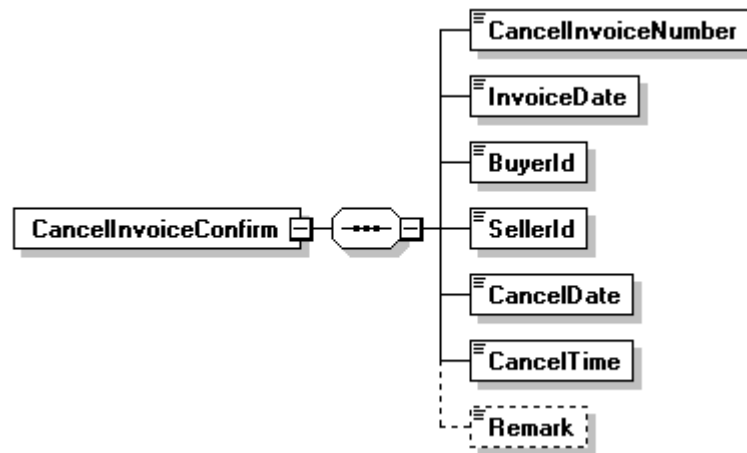 CancelInvoiceNumber
InvoiceDate
BuyerId
SellerId
CancelInvoiceConfirm
CancelDate
CancelTime
Remark